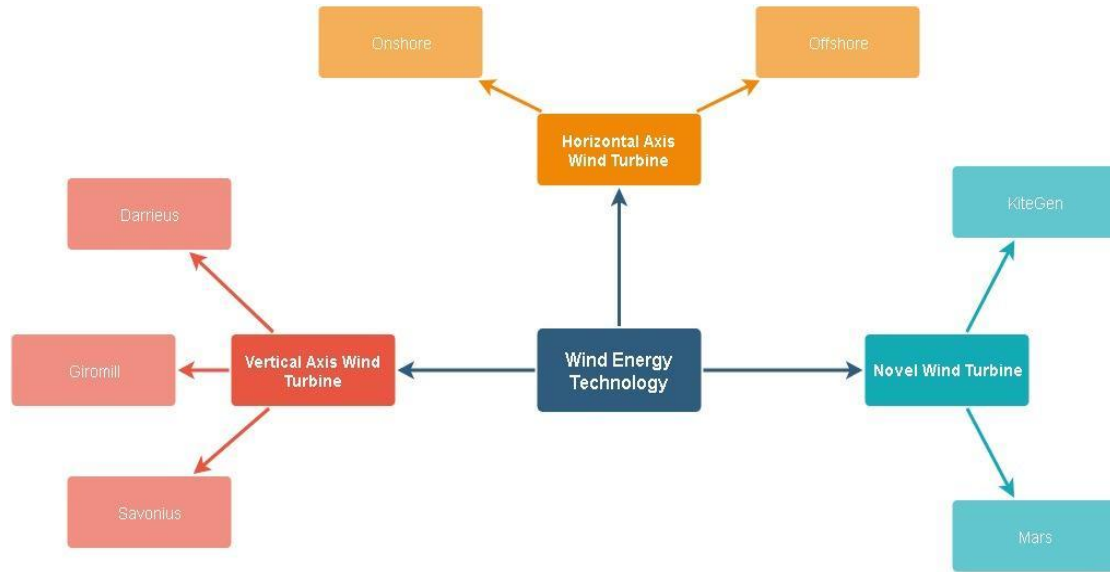 Onshore
Offshore
Horizontal Axis
Wind Turbine
Darrieus
KiteGen
Giromill
Vertical Axis Wind
Turbine
Wind Energy
Technology
Novel Wind Turbine
Savonius
Mars